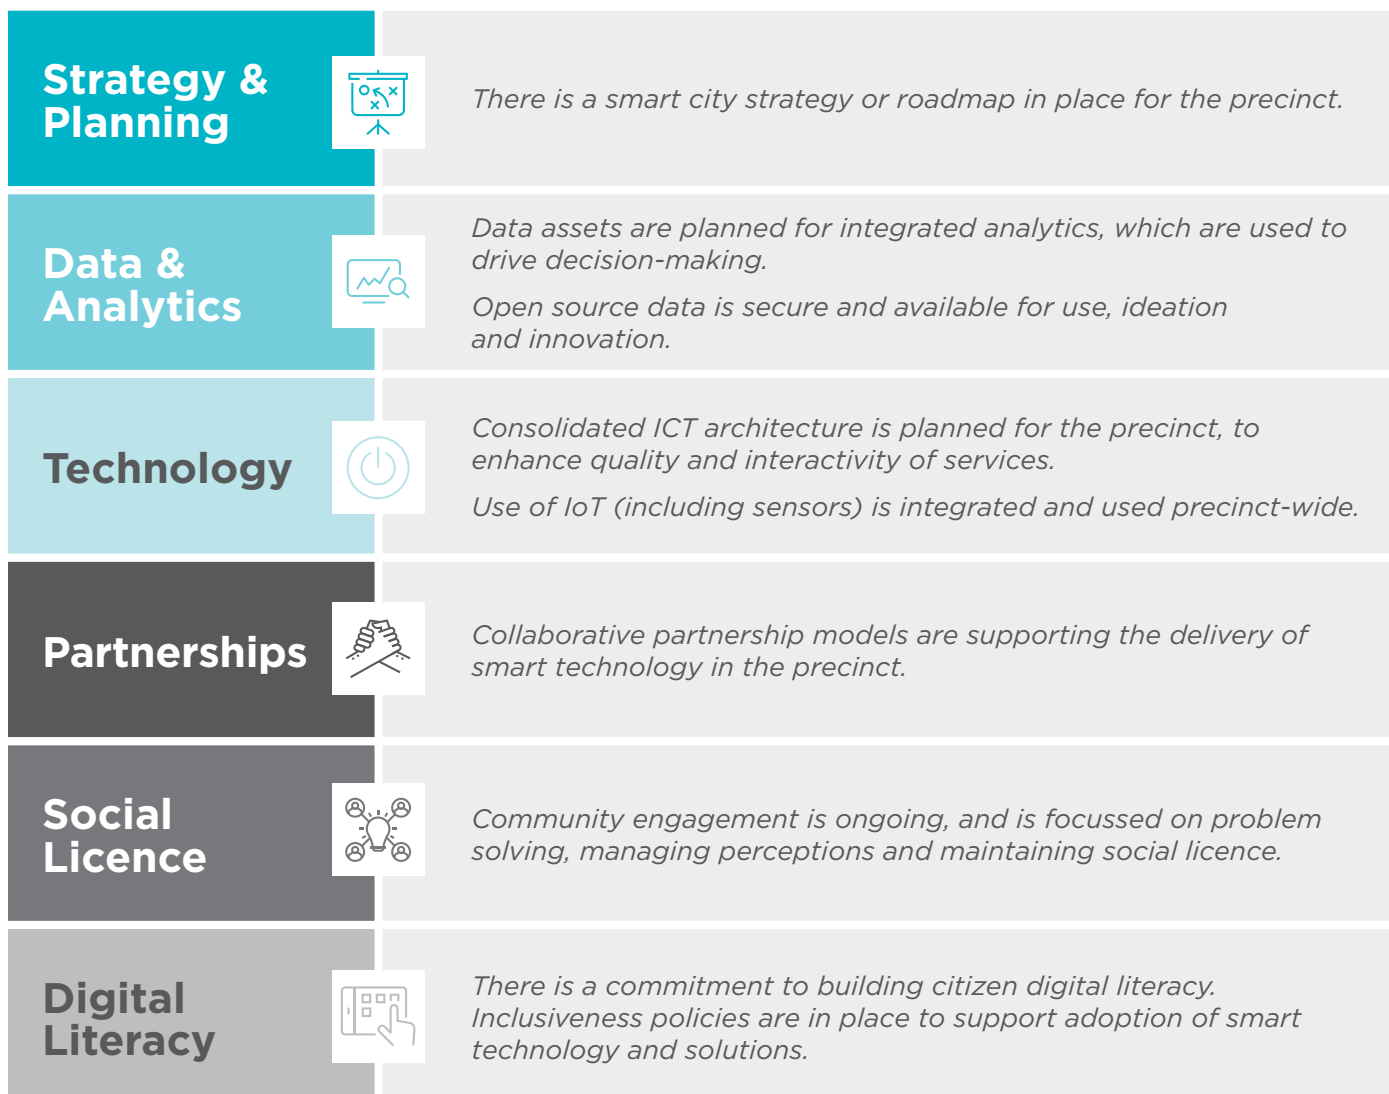 Strategy &
Planning
There is a smart city strategy or roadmap in place for the precinct.
Data &
Analytics
Data assets are planned for integrated analytics, which are used to
drive decision-making.
Open source data is secure and available for use, ideation
and innovation.
Technology
Consolidated ICT architecture is planned for the precinct, to
enhance quality and interactivity of services.
Use of IoT (including sensors) is integrated and used precinct-wide.
Partnerships
Collaborative partnership models are supporting the delivery of
smart technology in the precinct.
Social
Licence
Community engagement is ongoing, and is focussed on problem
solving, managing perceptions and maintaining social licence.
Digital
Literacy
There is a commitment to building citizen digital literacy.
Inclusiveness policies are in place to support adoption of smart
technology and solutions.